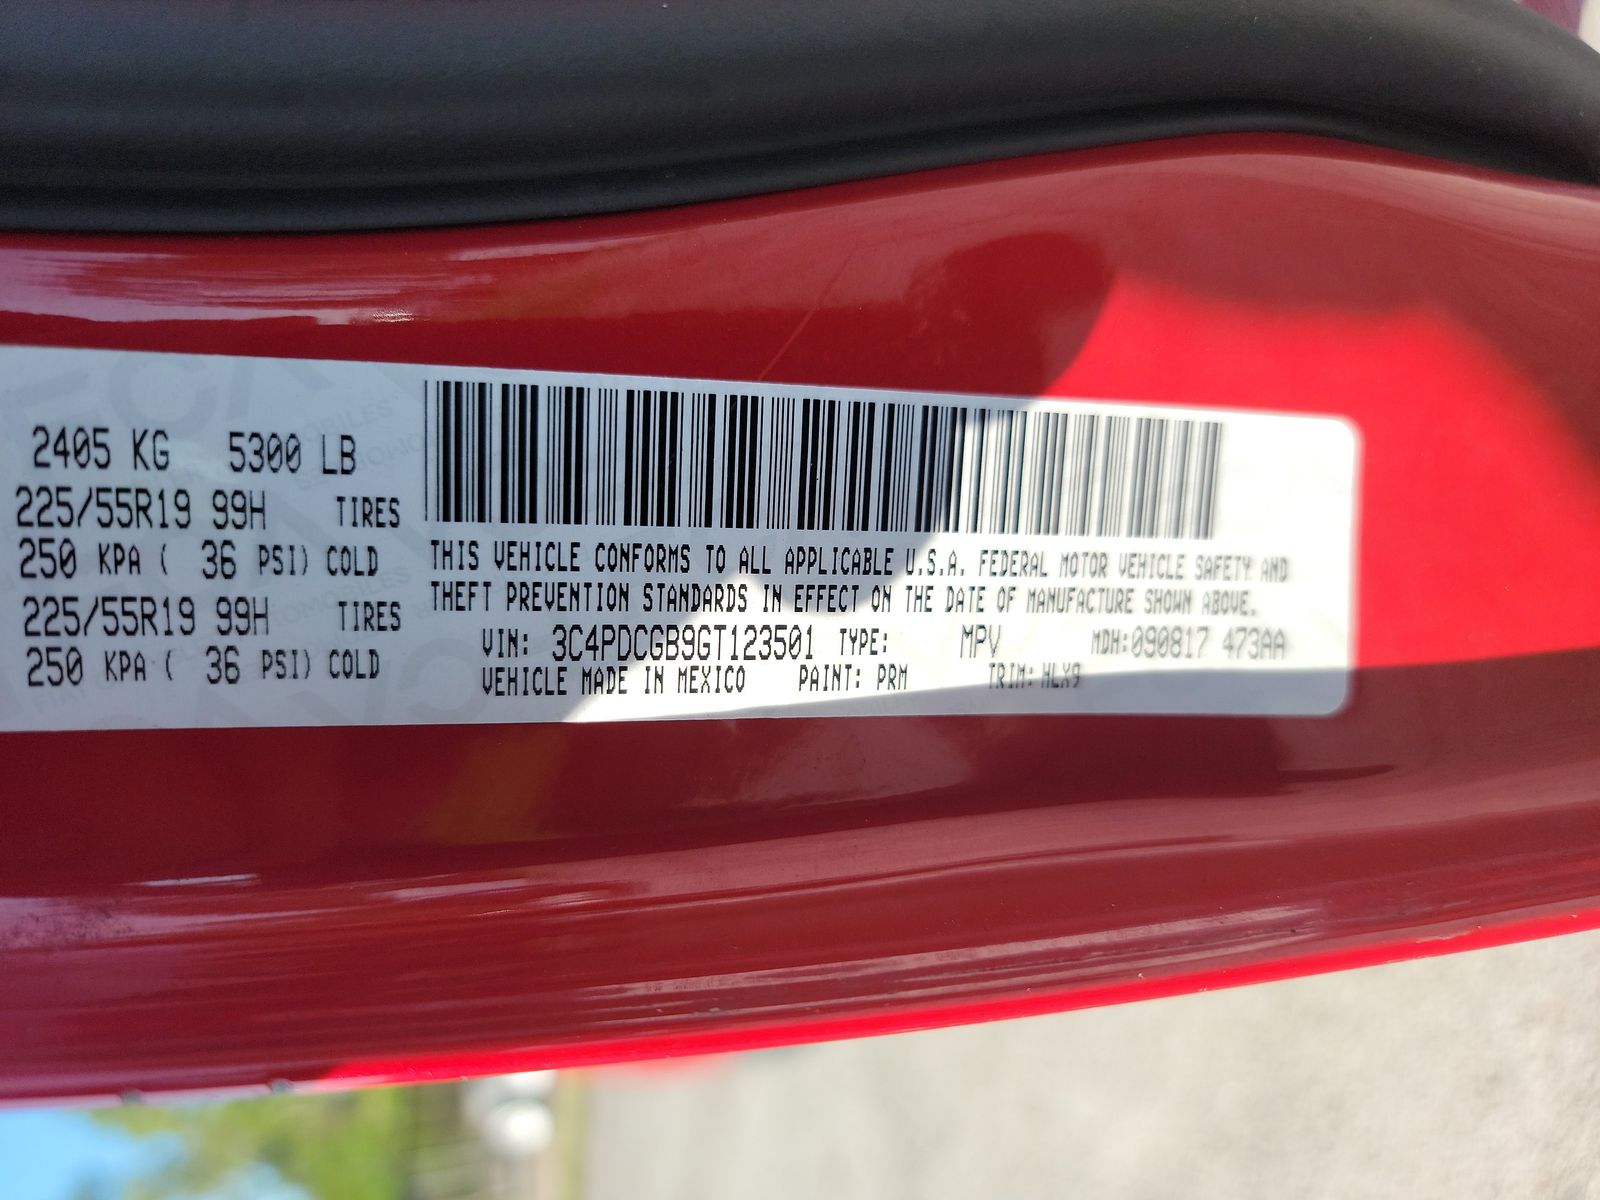 2405 KG 5300 LB
225/55R19 99H TIRES
250 KPA ( 36 PSI) COLD
225/55R19 99H TIRES
250 KPA ( 36 PSI) COLD
THIS VEHICLE CONFORMS TO ALL APPLICABLE U.S.A. FEDERAL MOTOR VEHICLE SAFETY AND
THEFT PREVENTION STANDARDS IN EFFECT ON THE DATE OF MANUFACTURE SHOWN ABOVE.
VIN: 3C4PDCGB9GT123501 TYPE: MPV MDH:090817 473AA
VEHICLE MADE IN MEXICO PAINT: PRM TRIM: HLX9